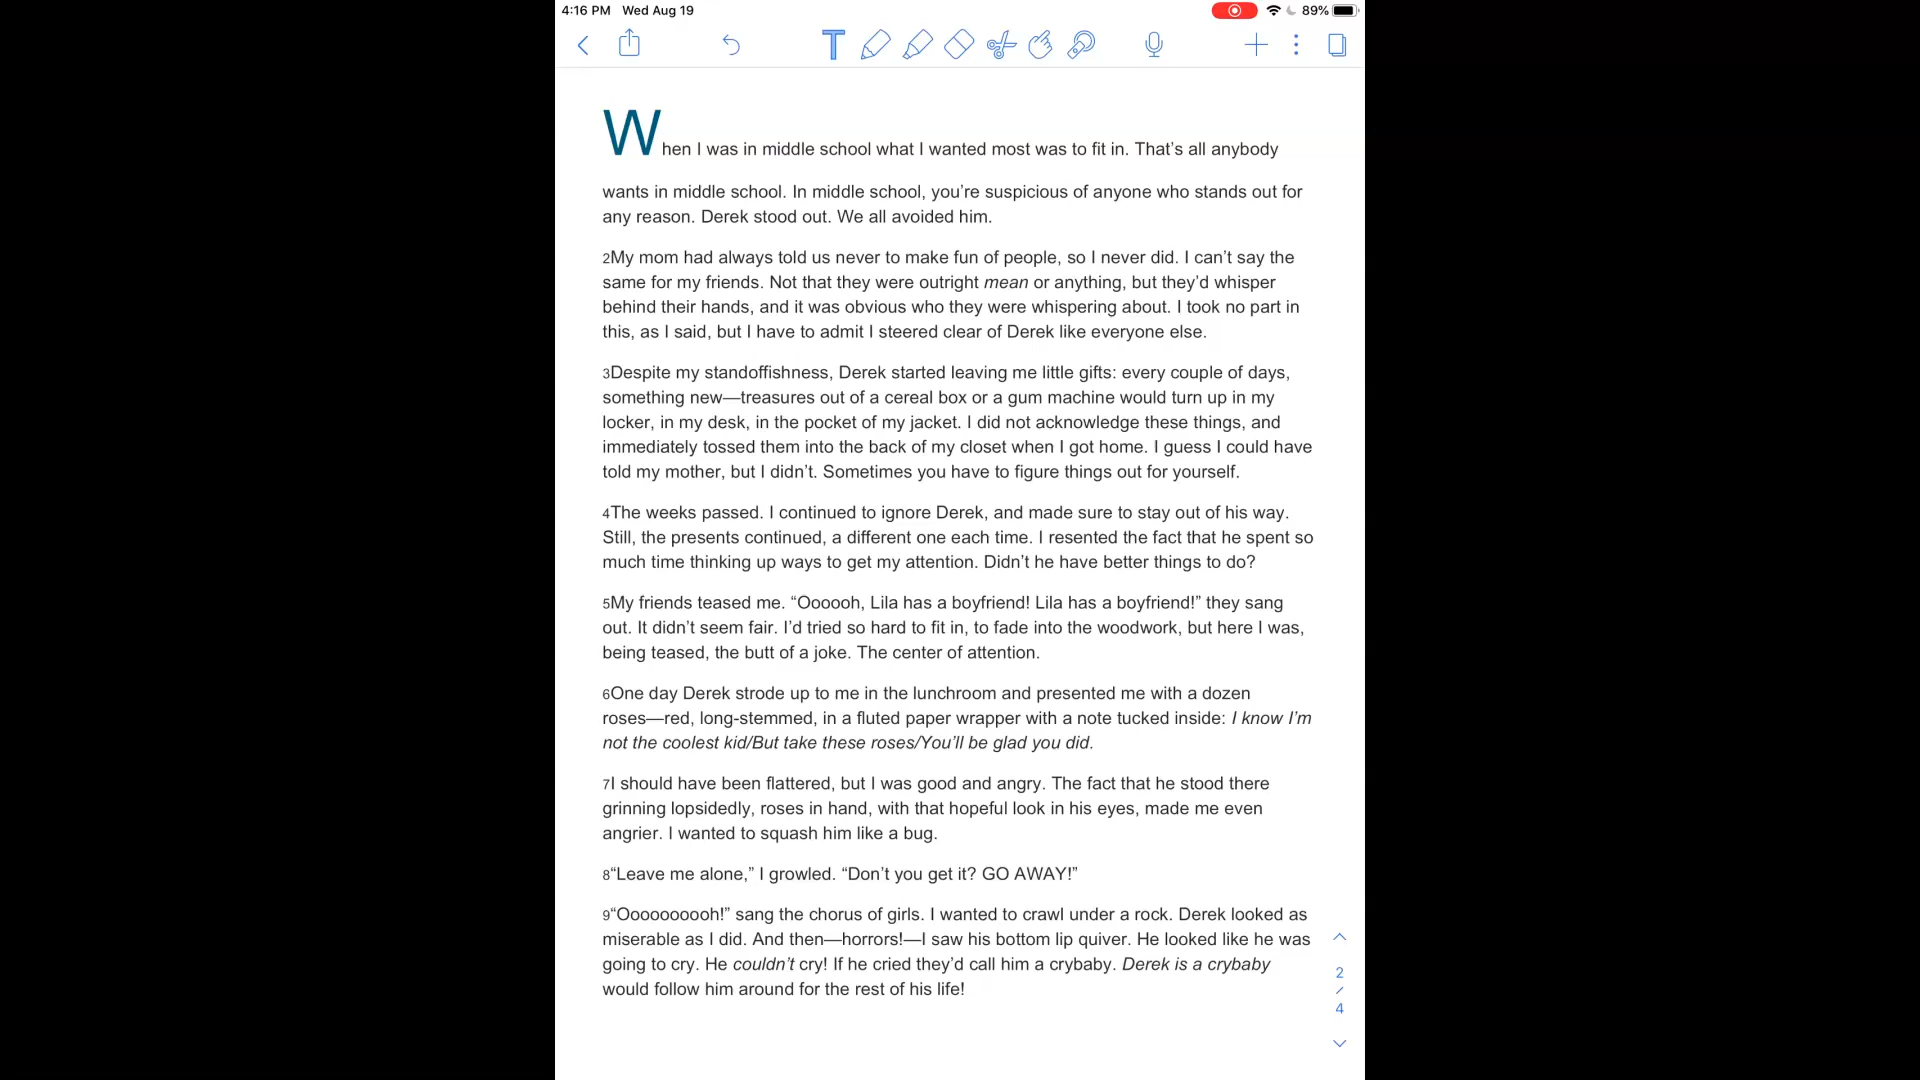 4:16 PM Wed Aug 19
89%
T
When I was in middle school what I wanted most was to fit in. That’s all anybody
wants in middle school. In middle school, you’re suspicious of anyone who stands out for
any reason. Derek stood out. We all avoided him.
2My mom had always told us never to make fun of people, so I never did. I can’t say the
same for my friends. Not that they were outright mean or anything, but they’d whisper
behind their hands, and it was obvious who they were whispering about. I took no part in
this, as I said, but I have to admit I steered clear of Derek like everyone else.
3Despite my standoffishness, Derek started leaving me little gifts: every couple of days,
something new—treasures out of a cereal box or a gum machine would turn up in my
locker, in my desk, in the pocket of my jacket. I did not acknowledge these things, and
immediately tossed them into the back of my closet when I got home. I guess I could have
told my mother, but I didn’t. Sometimes you have to figure things out for yourself.
4The weeks passed. I continued to ignore Derek, and made sure to stay out of his way.
Still, the presents continued, a different one each time. I resented the fact that he spent so
much time thinking up ways to get my attention. Didn’t he have better things to do?
5My friends teased me. “Oooooh, Lila has a boyfriend! Lila has a boyfriend!” they sang
out. It didn’t seem fair. I’d tried so hard to fit in, to fade into the woodwork, but here I was,
being teased, the butt of a joke. The center of attention.
6One day Derek strode up to me in the lunchroom and presented me with a dozen
roses—red, long-stemmed, in a fluted paper wrapper with a note tucked inside: I know I’m
not the coolest kid/But take these roses/You’ll be glad you did.
7I should have been flattered, but I was good and angry. The fact that he stood there
grinning lopsidedly, roses in hand, with that hopeful look in his eyes, made me even
angrier. I wanted to squash him like a bug.
8“Leave me alone,” I growled. “Don’t you get it? GO AWAY!”
9“Oooooooooh!” sang the chorus of girls. I wanted to crawl under a rock. Derek looked as
miserable as I did. And then—horrors!—I saw his bottom lip quiver. He looked like he was
going to cry. He couldn’t cry! If he cried they’d call him a crybaby. Derek is a crybaby
would follow him around for the rest of his life!
2
/
4